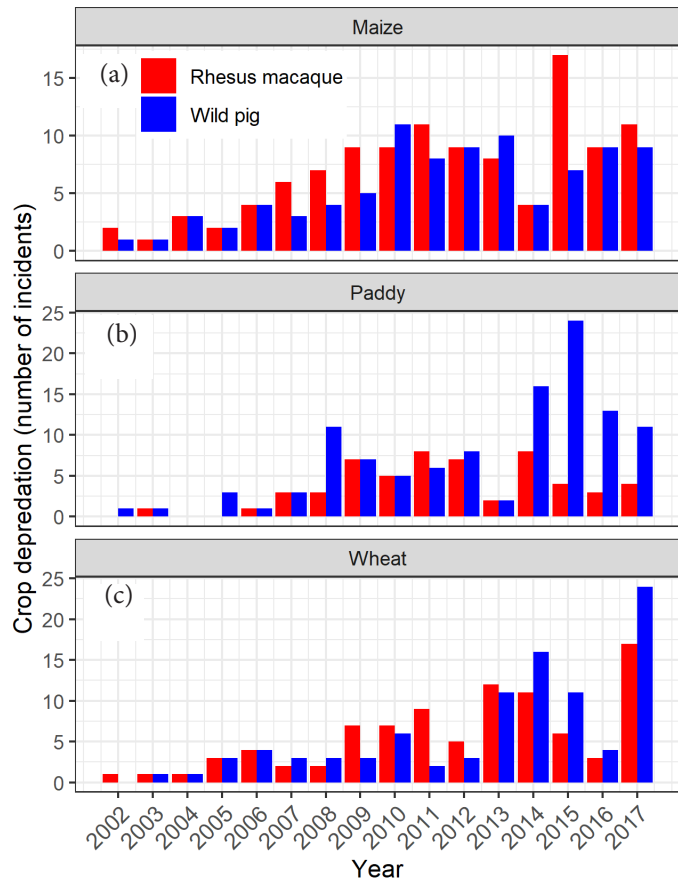 Maize
(a)
Rhesus macaque
Wild pig
15
10
5
0
Paddy
(b)
25
20
15
10
5
0
Wheat
(c)
25
20
15
10
5
0
Crop depredation (number of incidents)
2002 2003 2004 2005 2006 2007 2008 2009 2010 2011 2012 2013 2014 2015 2016 2017
Year